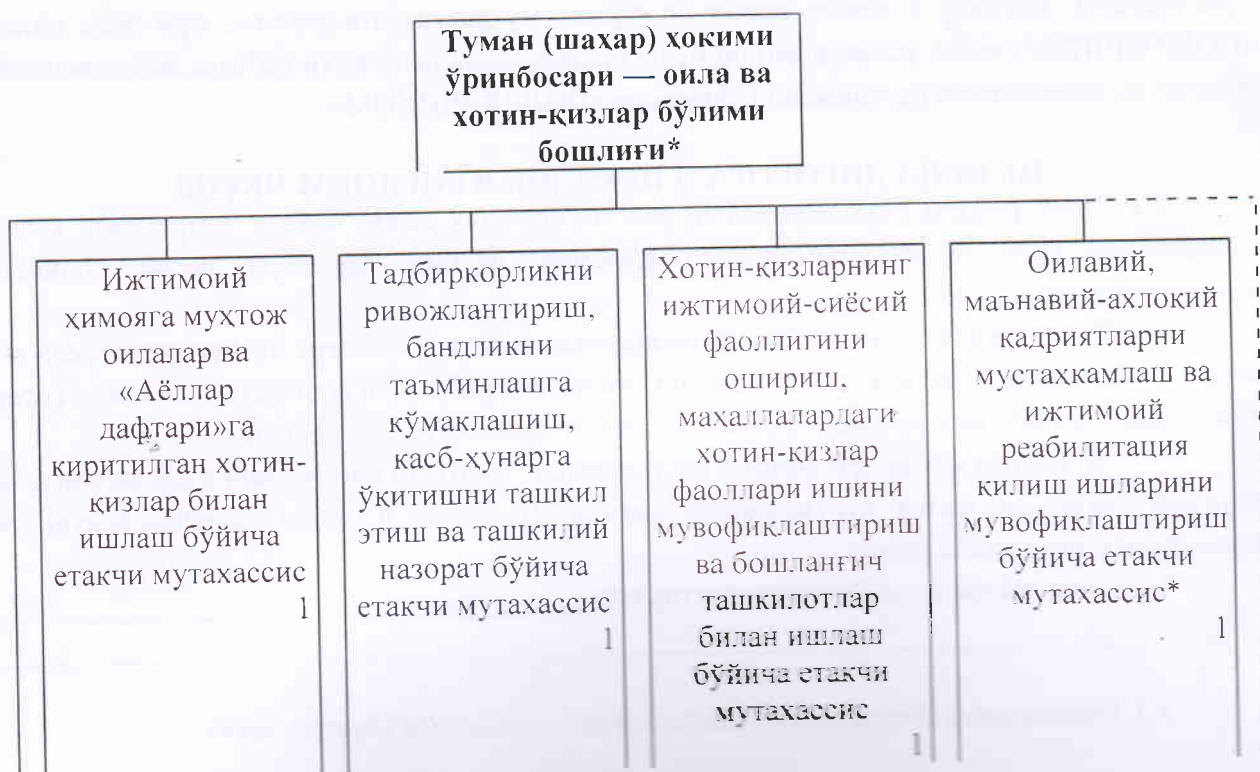 Туман (шаҳар) ҳокими
ўринбосари — оила ва
хотин-қизлар бўлими
бошлиғи*
Ижтимоий
ҳимояга муҳтож
оилалар ва
«Аёллар
дафтари»га
киритилган хотин-
қизлар билан
ишлаш бўйича
етакчи мутахассис
1
Тадбиркорликни
ривожлантириш,
бандликни
таъминлашга
кўмаклашиш,
касб-ҳунарга
ўқитишни ташкил
этиш ва ташкилий
назорат бўйича
етакчи мутахассис
1
Хотин-қизларнинг
ижтимоий-сиёсий
фаоллигини
ошириш,
маҳаллалардаги
хотин-қизлар
фаоллари ишини
мувофиқлаштириш
ва бошланғич
ташкилотлар
билан ишлаш
бўйича етакчи
мутахассис
1
Оилавий,
маънавий-ахлоқий
қадриятларни
мустаҳкамлаш ва
ижтимоий
реабилитация
қилиш ишларини
мувофиқлаштириш
бўйича етакчи
мутахассис*
1